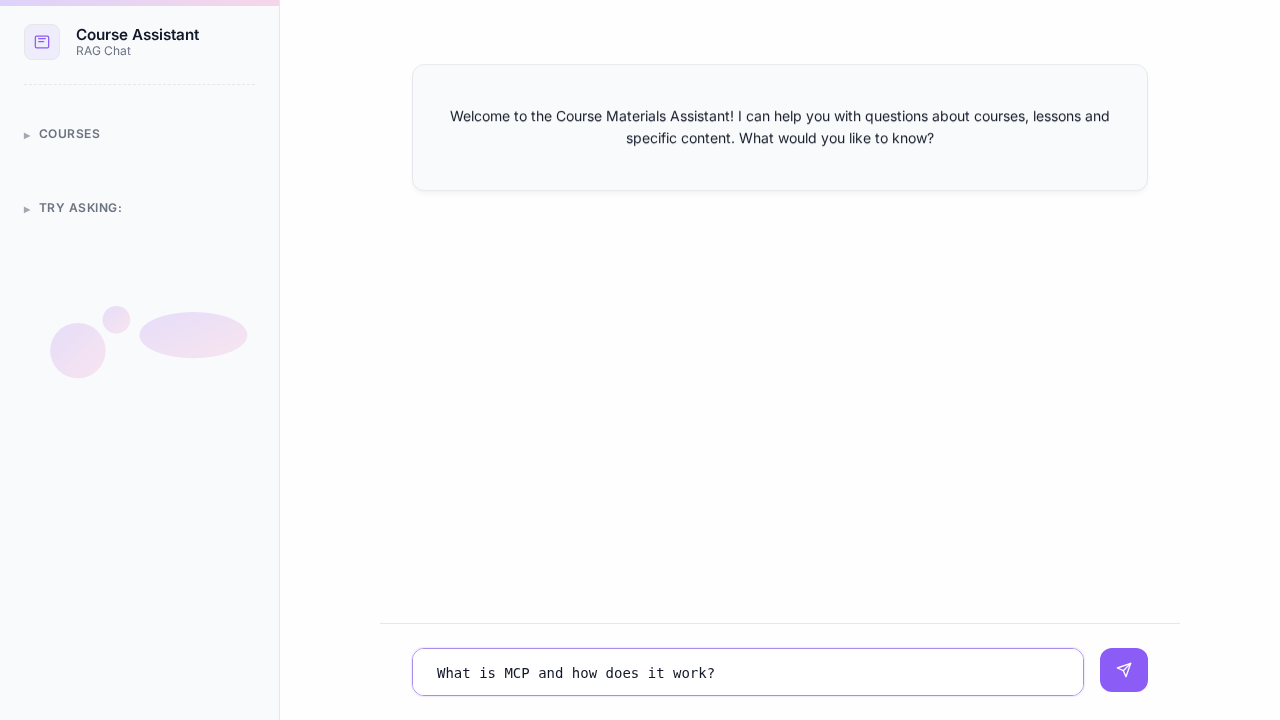 Course Assistant
RAG Chat
▶ COURSES
▶ TRY ASKING:
Welcome to the Course Materials Assistant! I can help you with questions about courses, lessons and
specific content. What would you like to know?
What is MCP and how does it work?